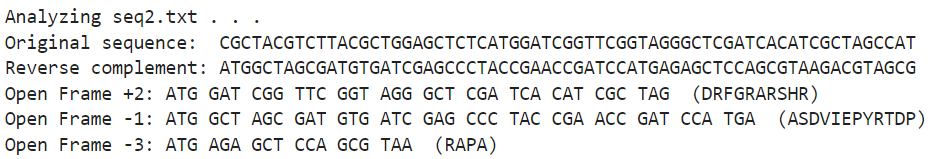 Analyzing seq2.txt . . .
Original sequence: CGCTACGTCTTACGCTGGAGCTCTCATGGATCGGTTCGGTAGGGCTCGATCACATCGCTAGCCAT
Reverse complement: ATGGCTAGCGATGTGATCGAGCCCTACCGAACCGATCCATGAGAGCTCCAGCGTAAGACGTAGCG
Open Frame +2: ATG GAT CGG TTC GGT AGG GCT CGA TCA CAT CGC TAG (DRFGRARSHR)
Open Frame -1: ATG GCT AGC GAT GTG ATC GAG CCC TAC CGA ACC GAT CCA TGA (ASDVIEPYRTDP)
Open Frame -3: ATG AGA GCT CCA GCG TAA (RAPA)